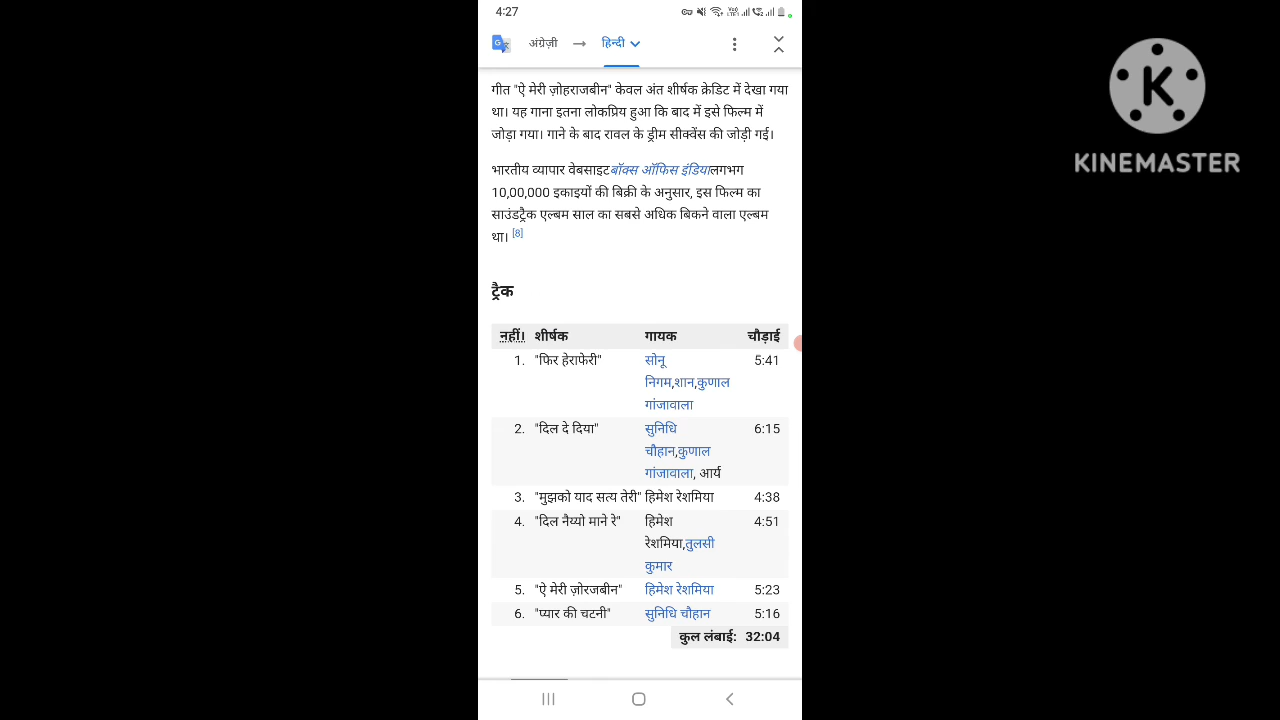 4:27
अंग्रेज़ी → हिन्दी
गीत "ऐ मेरी ज़ोहराजबीन" केवल अंत शीर्षक क्रेडिट में देखा गया
था। यह गाना इतना लोकप्रिय हुआ कि बाद में इसे फिल्म में
जोड़ा गया। गाने के बाद रावल के ड्रीम सीक्वेंस की जोड़ी गई।
भारतीय व्यापार वेबसाइटबॉक्स ऑफिस इंडियालगभग
10,00,000 इकाइयों की बिक्री के अनुसार, इस फिल्म का
साउंडट्रैक एल्बम साल का सबसे अधिक बिकने वाला एल्बम
था। [8]
ट्रैक
नहीं। शीर्षक गायक चौड़ाई
1. "फिर हेराफेरी" सोनू 5:41
निगम,शान,कुणाल
गांजावाला
2. "दिल दे दिया" सुनिधि 6:15
चौहान,कुणाल
गांजावाला, आर्य
3. "मुझको याद सत्य तेरी" हिमेश रेशमिया 4:38
4. "दिल नैय्यो माने रे" हिमेश 4:51
रेशमिया,तुलसी
कुमार
5. "ऐ मेरी ज़ोरजबीन" हिमेश रेशमिया 5:23
6. "प्यार की चटनी" सुनिधि चौहान 5:16
कुल लंबाई: 32:04
K
KINEMASTER